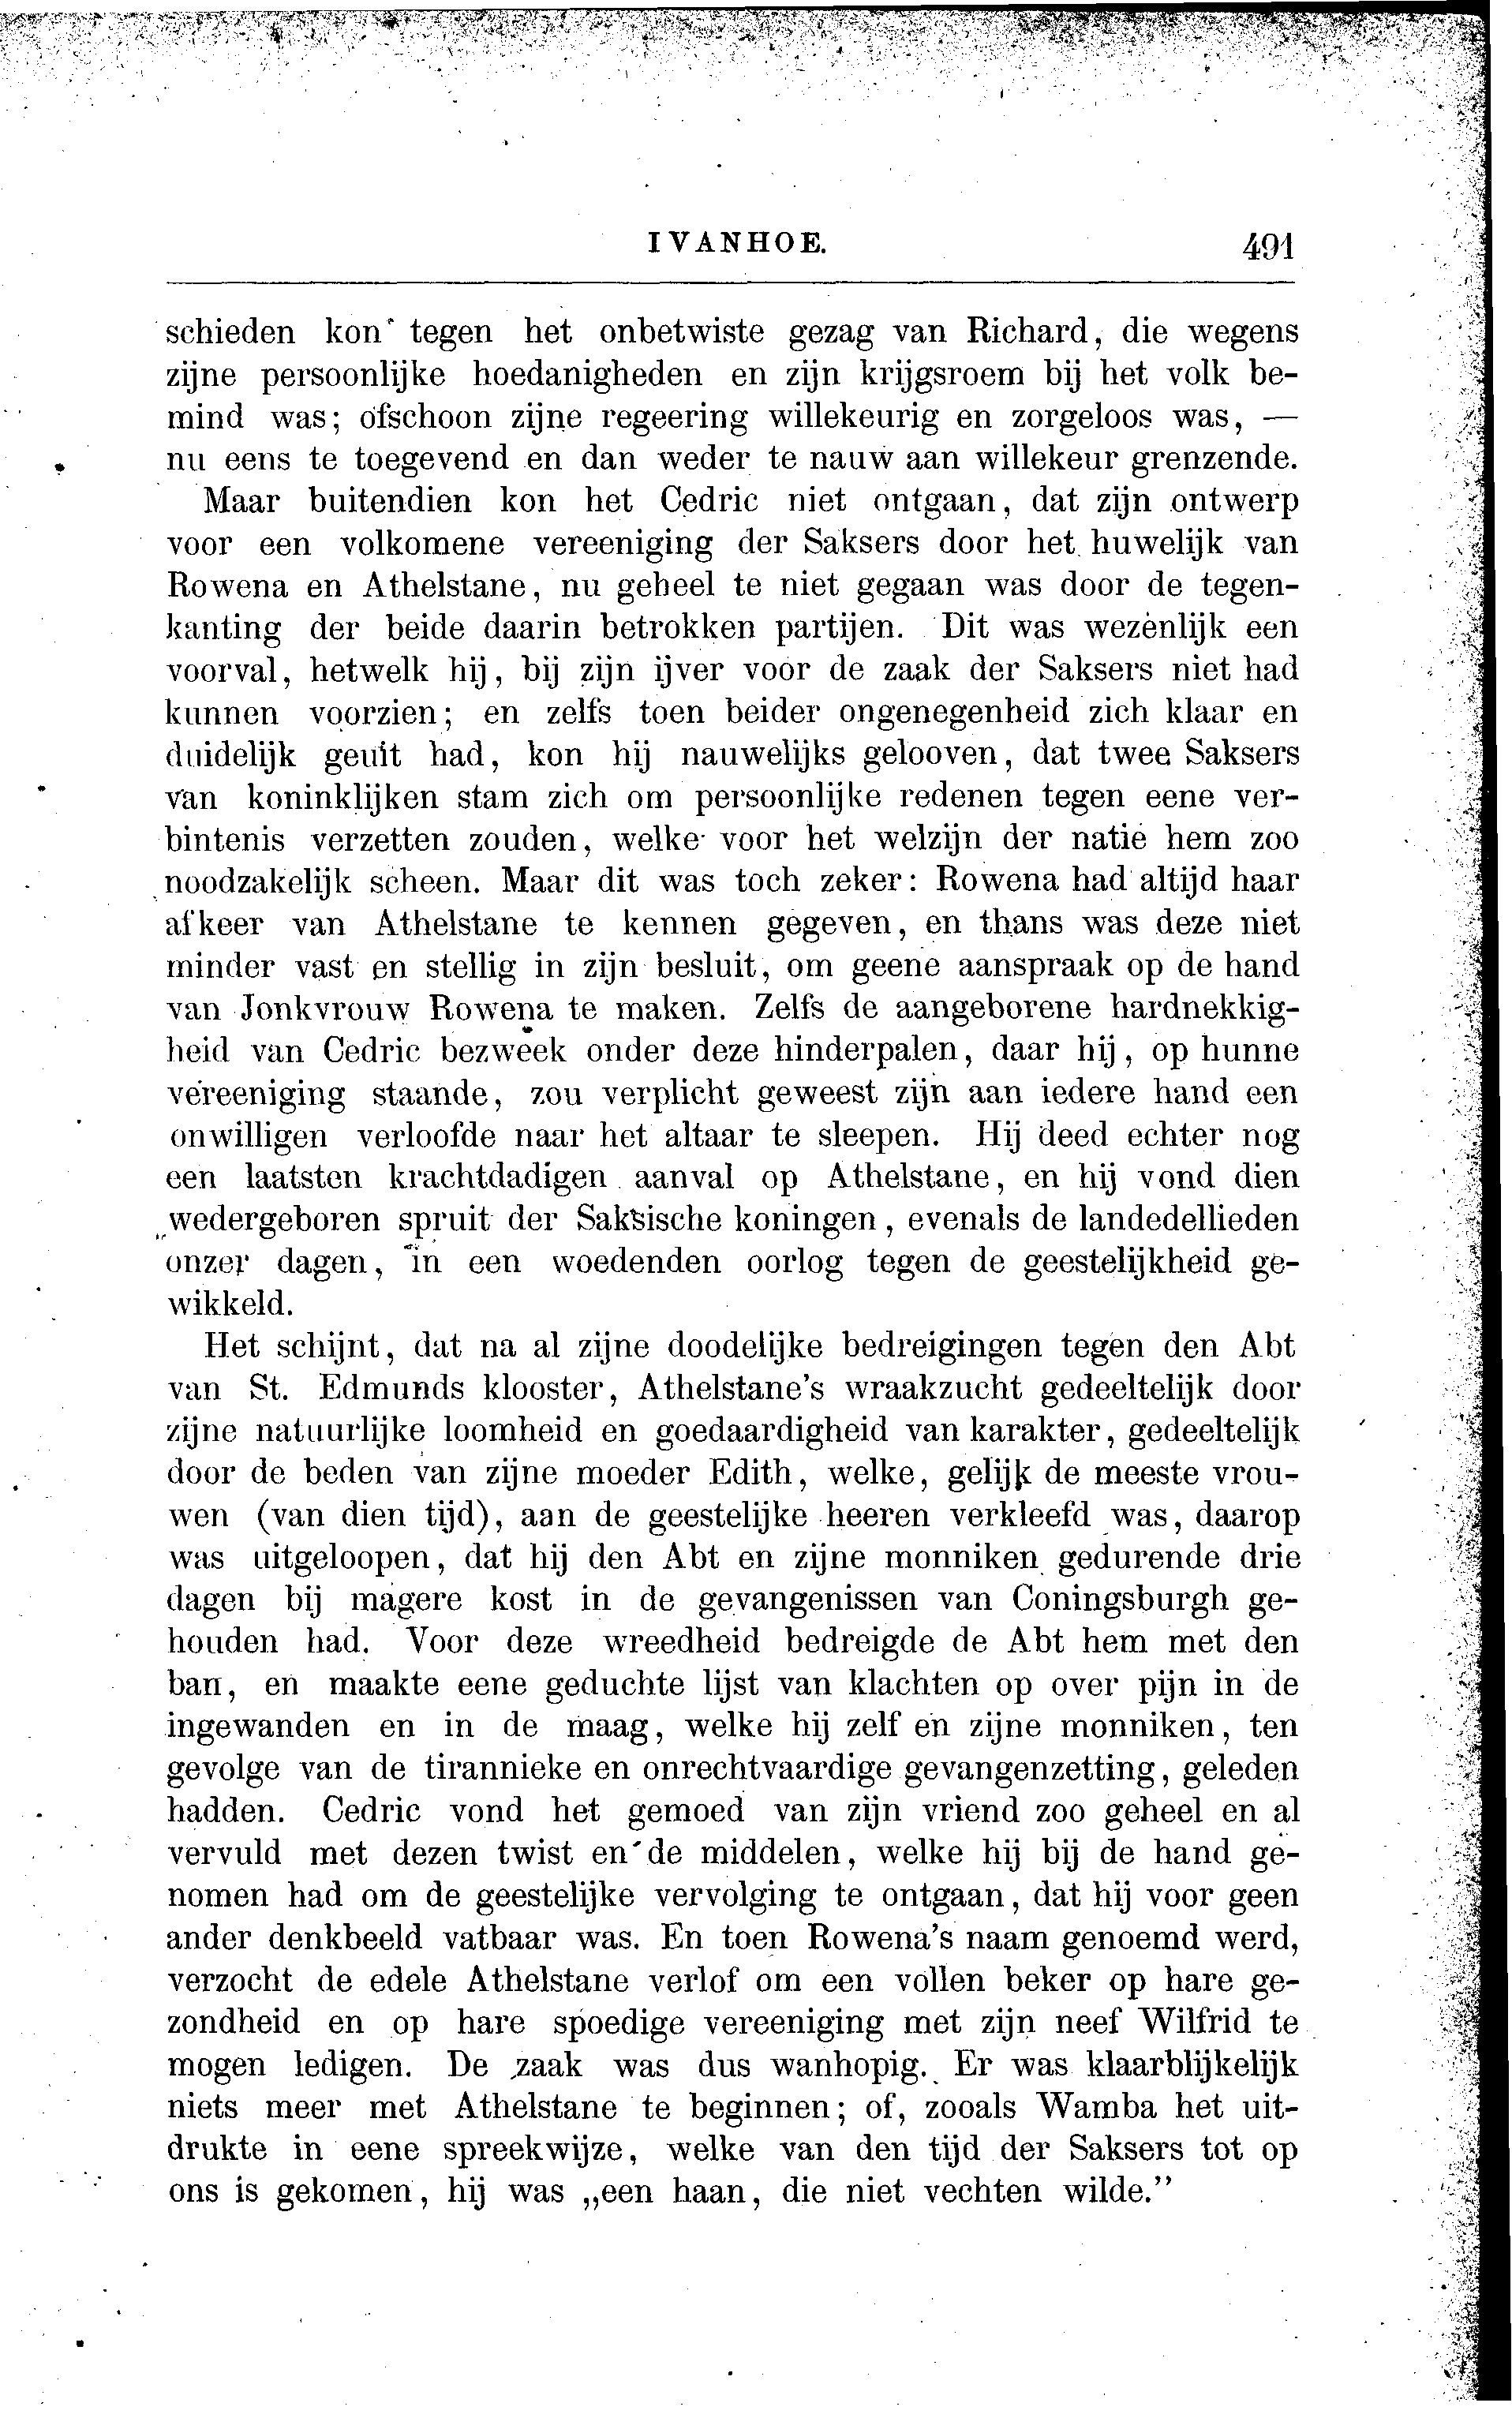 IVANHOE. 491
schieden kon tegen het onbetwiste gezag van Richard, die wegens
zijne persoonlijke hoedanigheden en zijn krijgsroem bij het volk be-
mind was; ofschoon zijne regeering willekeurig en zorgeloos was, —
nu eens te toegevend en dan weder te nauw aan willekeur grenzende.
Maar buitendien kon het Cedric niet ontgaan, dat zijn ontwerp
voor een volkomene vereeniging der Saksers door het huwelijk van
Rowena en Athelstane, nu geheel te niet gegaan was door de tegen-
kanting der beide daarin betrokken partijen. Dit was wezenlijk een
voorval, hetwelk hij, bij zijn ijver voor de zaak der Saksers niet had
kunnen voorzien; en zelfs toen beider ongenegenheid zich klaar en
duidelijk geuit had, kon hij nauwelijks gelooven, dat twee Saksers
van koninklijken stam zich om persoonlijke redenen tegen eene ver-
bintenis verzetten zouden, welke voor het welzijn der natie hem zoo
noodzakelijk scheen. Maar dit was toch zeker: Rowena had altijd haar
afkeer van Athelstane te kennen gegeven, en thans was deze niet
minder vast en stellig in zijn besluit, om geene aanspraak op de hand
van Jonkvrouw Rowena te maken. Zelfs de aangeborene hardnekkig-
heid van Cedric bezweek onder deze hinderpalen, daar hij, op hunne
vereeniging staande, zou verplicht geweest zijn aan iedere hand een
onwilligen verloofde naar het altaar te sleepen. Hij deed echter nog
een laatsten krachtdadigen aanval op Athelstane, en hij vond dien
wedergeboren spruit der Saksische koningen, evenals de landedellieden
onzer dagen, in een woedenden oorlog tegen de geestelijkheid ge-
wikkeld.
Het schijnt, dat na al zijne doodelijke bedreigingen tegen den Abt
van St. Edmunds klooster, Athelstane's wraakzucht gedeeltelijk door
zijne natuurlijke loomheid en goedaardigheid van karakter, gedeeltelijk
door de beden van zijne moeder Edith, welke, gelijk de meeste vrou-
wen (van dien tijd), aan de geestelijke heeren verkleefd was, daarop
was uitgeloopen, dat hij den Abt en zijne monniken gedurende drie
dagen bij magere kost in de gevangenissen van Coningsburgh ge-
houden had. Voor deze wreedheid bedreigde de Abt hem met den
ban, en maakte eene geduchte lijst van klachten op over pijn in de
ingewanden en in de maag, welke hij zelf en zijne monniken, ten
gevolge van de tirannieke en onrechtvaardige gevangenzetting, geleden
hadden. Cedric vond het gemoed van zijn vriend zoo geheel en al
vervuld met dezen twist en de middelen, welke hij bij de hand ge-
nomen had om de geestelijke vervolging te ontgaan, dat hij voor geen
ander denkbeeld vatbaar was. En toen Rowena's naam genoemd werd,
verzocht de edele Athelstane verlof om een vollen beker op hare ge-
zondheid en op hare spoedige vereeniging met zijn neef Wilfrid te
mogen ledigen. De zaak was dus wanhopig. Er was klaarblijkelijk
niets meer met Athelstane te beginnen; of, zooals Wamba het uit-
drukte in eene spreekwijze, welke van den tijd der Saksers tot op
ons is gekomen, hij was „een haan, die niet vechten wilde.”